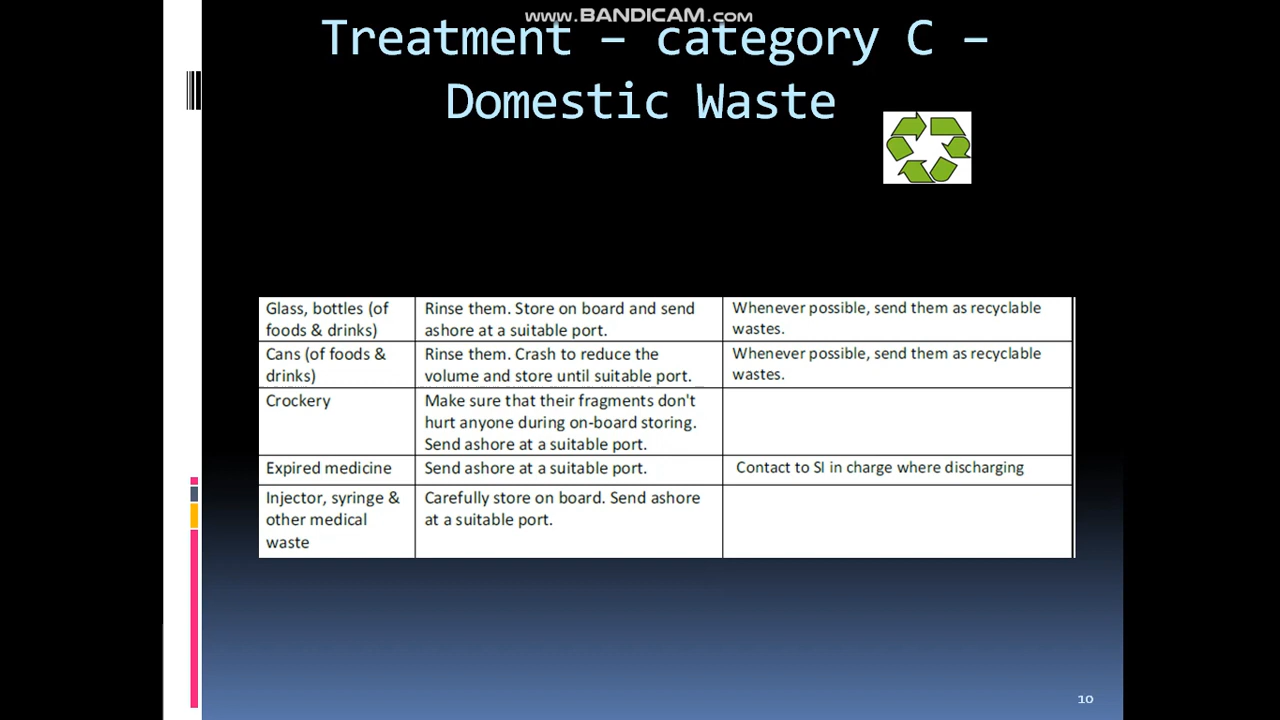 www.BANDICAM.com
Treatment – category C –
Domestic Waste
Glass, bottles (of
foods & drinks)
Rinse them. Store on board and send
ashore at a suitable port.
Whenever possible, send them as recyclable
wastes.
Cans (of foods &
drinks)
Rinse them. Crash to reduce the
volume and store until suitable port.
Whenever possible, send them as recyclable
wastes.
Crockery
Make sure that their fragments don't
hurt anyone during on-board storing.
Send ashore at a suitable port.
Expired medicine
Send ashore at a suitable port.
Contact to SI in charge where discharging
Injector, syringe &
other medical
waste
Carefully store on board. Send ashore
at a suitable port.
10